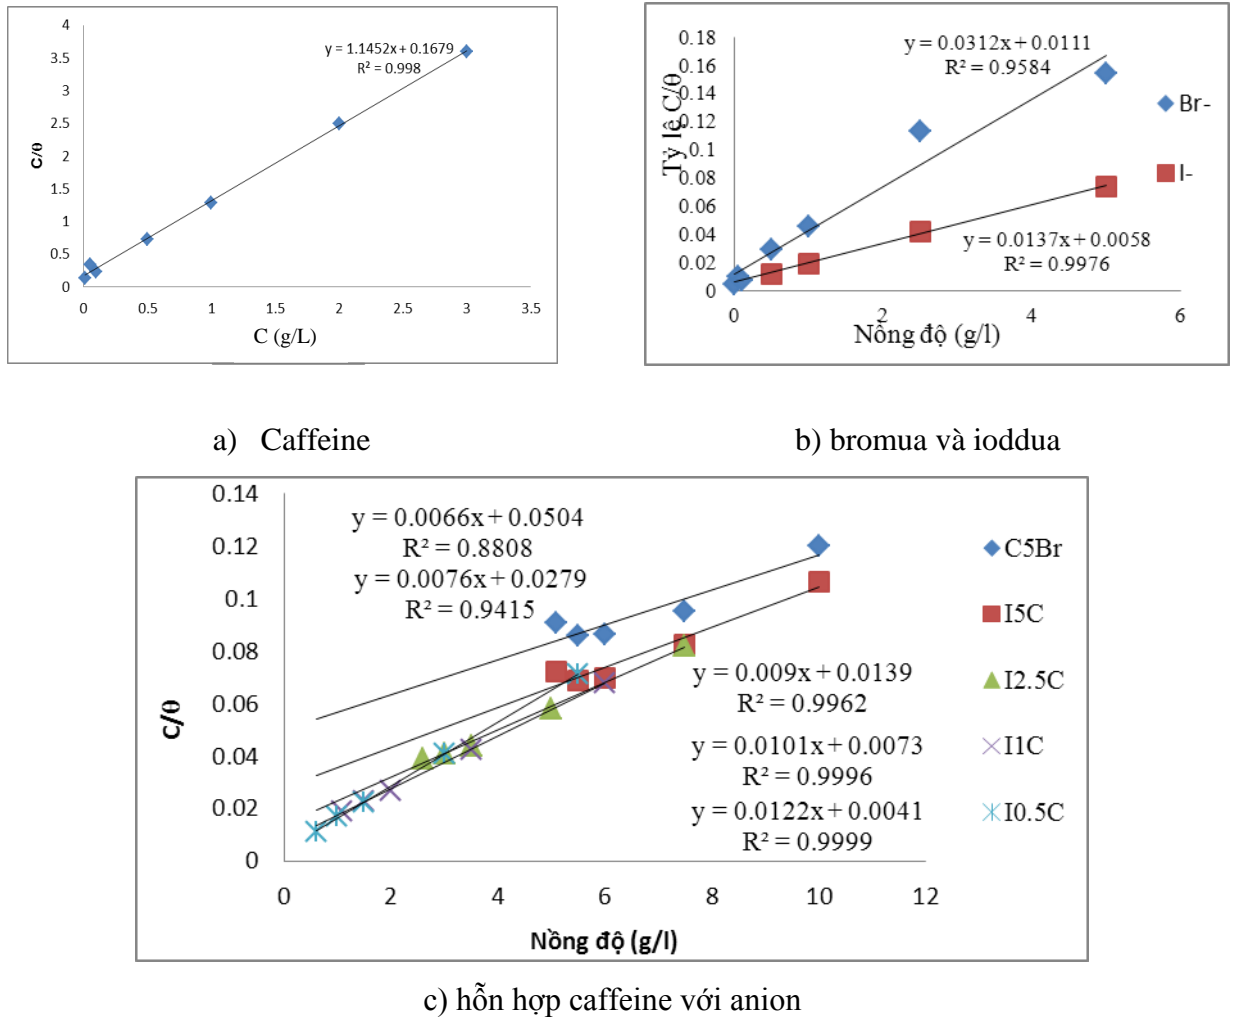 4
3.5
3
2.5
2
1.5
1
0.5
0
C/θ
y = 1.1452x + 0.1679
R² = 0.998
0 0.5 1 1.5 2 2.5 3 3.5
C (g/L)
0.18
0.16
0.14
0.12
0.1
0.08
0.06
0.04
0.02
0
Tỷ lệ C/θ
y = 0.0312x + 0.0111
R² = 0.9584
y = 0.0137x + 0.0058
R² = 0.9976
Br-
I-
0 2 4 6
Nồng độ (g/l)
a) Caffeine
b) bromua và ioddua
0.14
0.12
0.1
0.08
0.06
0.04
0.02
0
C/θ
y = 0.0066x + 0.0504
R² = 0.8808
y = 0.0076x + 0.0279
R² = 0.9415
y = 0.009x + 0.0139
R² = 0.9962
y = 0.0101x + 0.0073
R² = 0.9996
y = 0.0122x + 0.0041
R² = 0.9999
C5Br
I5C
I2.5C
I1C
I0.5C
0 2 4 6 8 10 12
Nồng độ (g/l)
c) hỗn hợp caffeine với anion